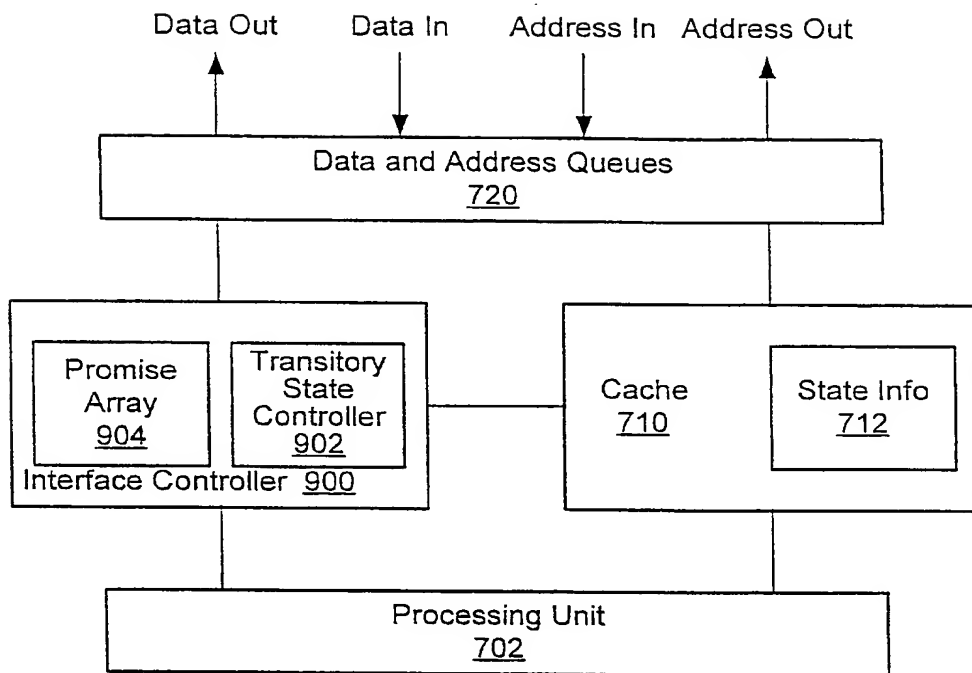 Data Out Data In Address In Address Out
Data and Address Queues
720
Promise
Array
904
Transitory
State
Controller
902
Interface Controller 900
Cache
710
State Info
712
Processing Unit
702